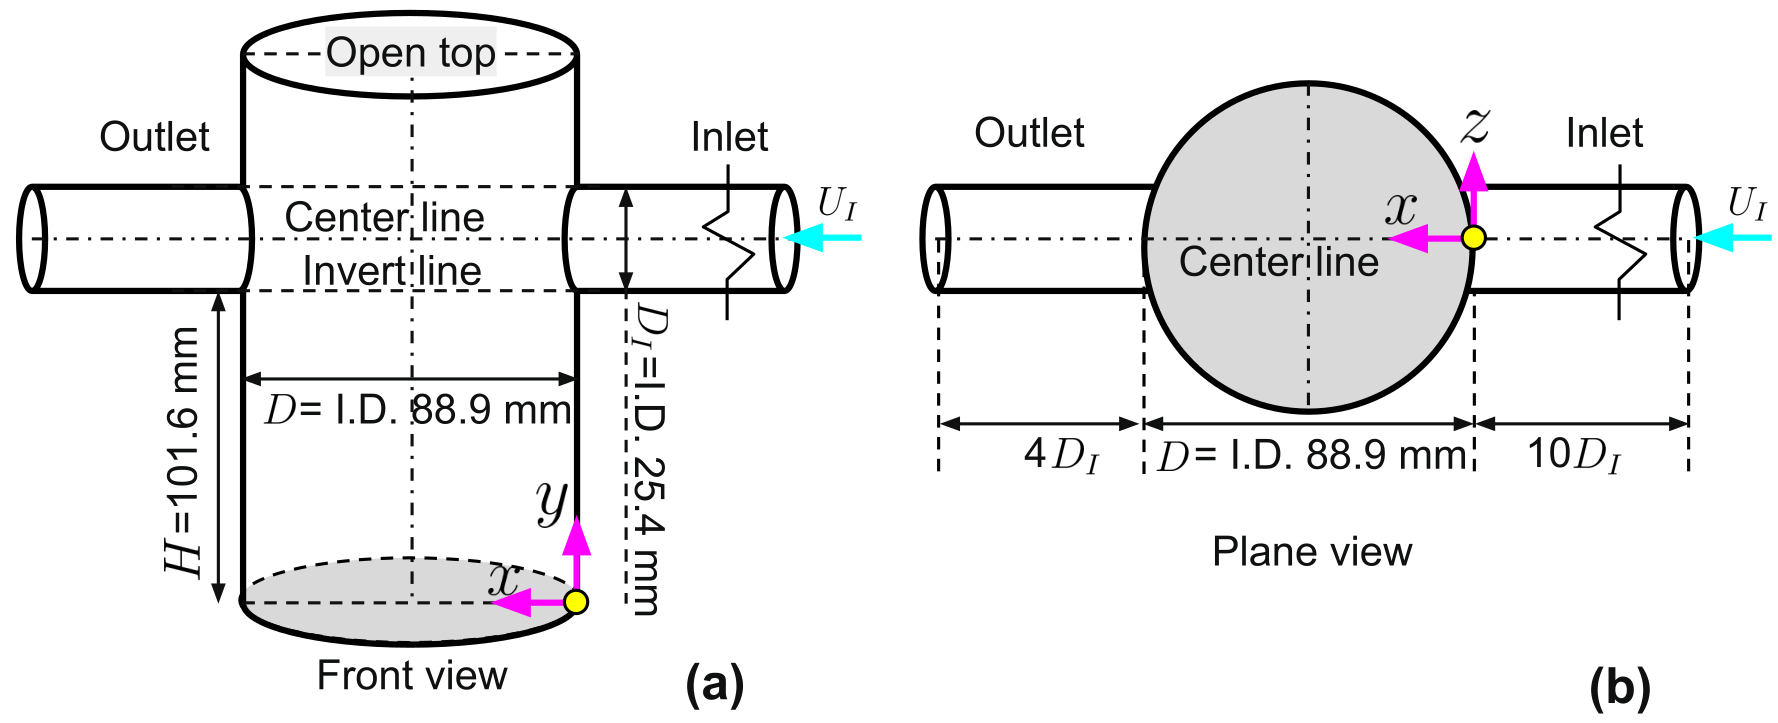 Open top
Outlet
Inlet
U_I
Center line
Invert line
H=101.6 mm
D= I.D. 88.9 mm
D_I=I.D. 25.4 mm
y
x
Front view
(a)
Outlet
z
Inlet
x
U_I
Center line
4D_I
D= I.D. 88.9 mm
10D_I
Plane view
(b)